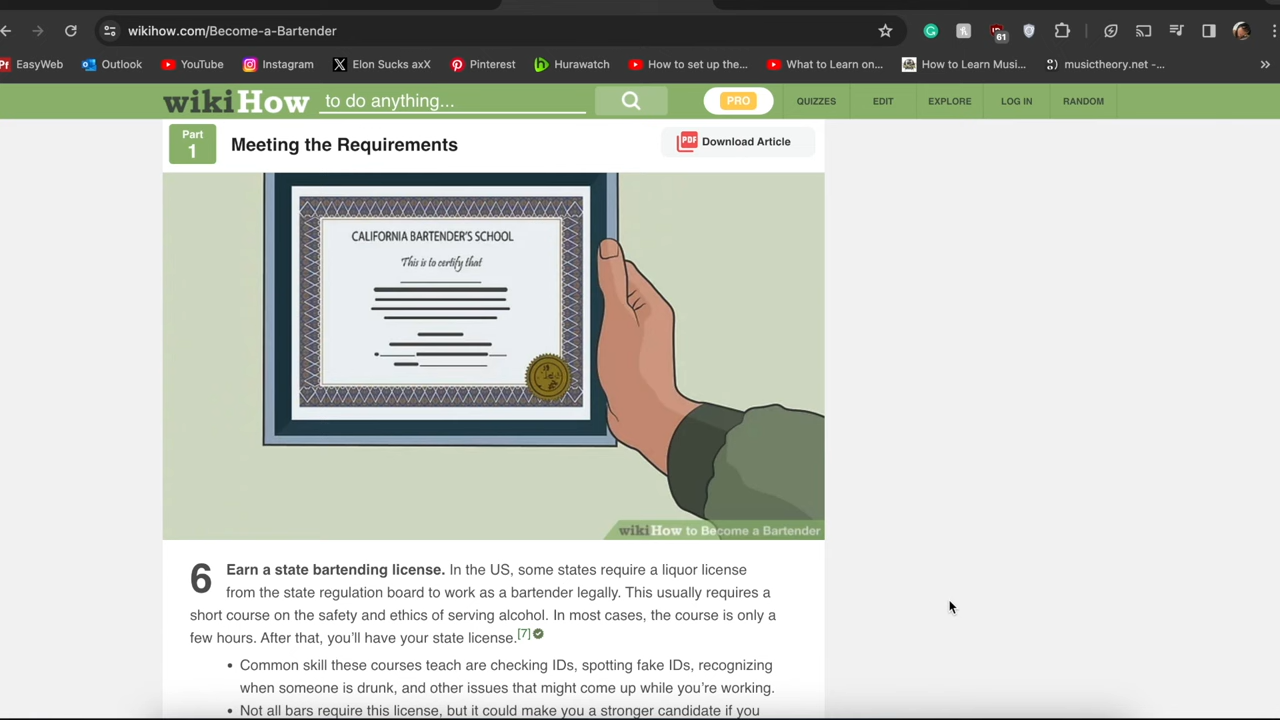 wikihow.com/Become-a-Bartender
61
EasyWeb
Outlook
YouTube
Instagram
Elon Sucks axX
Pinterest
Hurawatch
How to set up the...
What to Learn on...
How to Learn Musi...
musictheory.net -...
wikiHow to do anything...
PRO
QUIZZES
EDIT
EXPLORE
LOG IN
RANDOM
Part
1
Meeting the Requirements
PDF
Download Article
CALIFORNIA BARTENDER'S SCHOOL
This is to certify that
wikiHow to Become a Bartender
6 Earn a state bartending license. In the US, some states require a liquor license
from the state regulation board to work as a bartender legally. This usually requires a
short course on the safety and ethics of serving alcohol. In most cases, the course is only a
few hours. After that, you'll have your state license.[7]
• Common skill these courses teach are checking IDs, spotting fake IDs, recognizing
when someone is drunk, and other issues that might come up while you're working.
• Not all bars require this license, but it could make you a stronger candidate if you